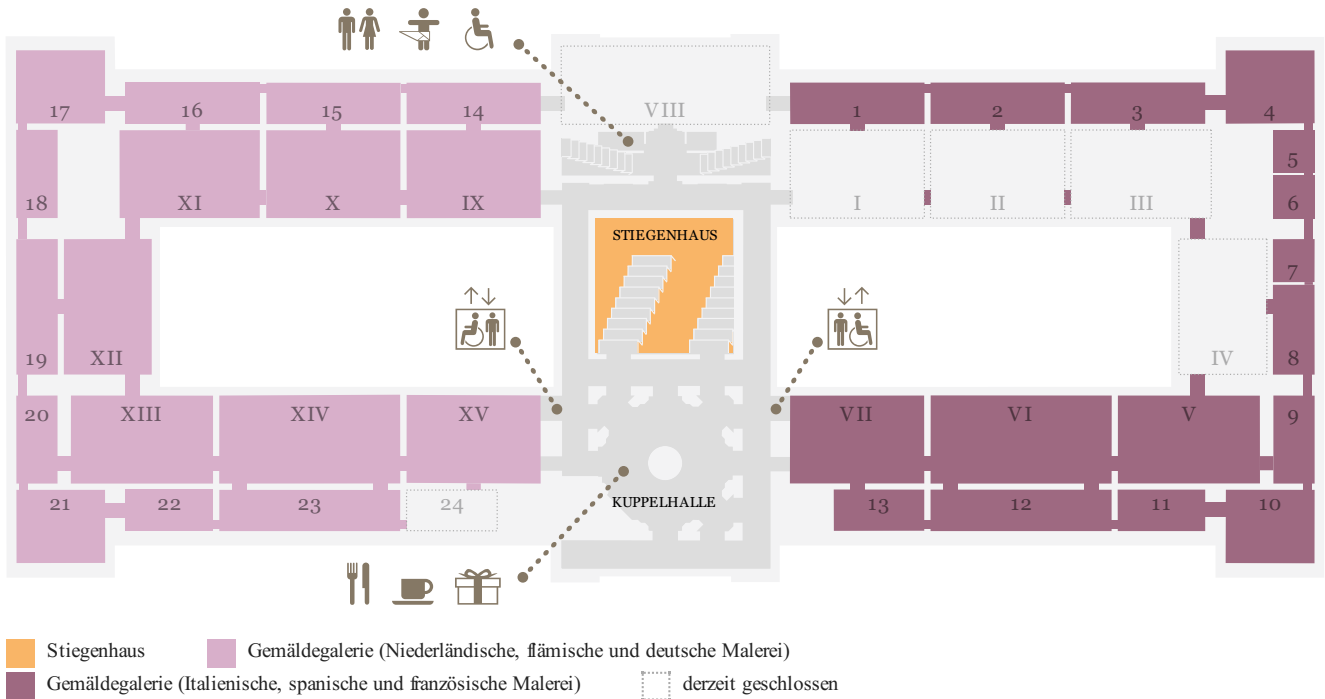 17
16
15
14
VIII
1
2
3
4
5
18
XI
X
IX
I
II
III
6
STIEGENHAUS
7
19
XII
IV
8
20
XIII
XIV
XV
VII
VI
V
9
21
22
23
24
KUPPELHALLE
13
12
11
10
Stiegenhaus
Gemäldegalerie (Niederländische, flämische und deutsche Malerei)
Gemäldegalerie (Italienische, spanische und französische Malerei)
derzeit geschlossen